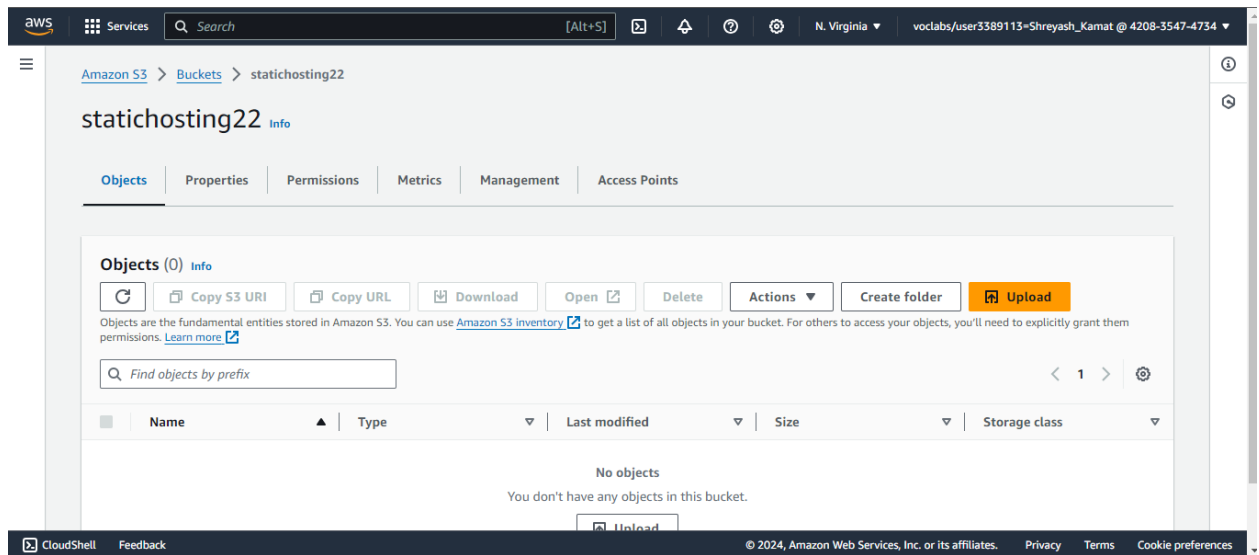 aws Services Search [Alt+S] N. Virginia ▼ voclabs/user3389113=Shreyash_Kamat @ 4208-3547-4734 ▼
Amazon S3 > Buckets > statichosting22
statichosting22 Info
Objects Properties Permissions Metrics Management Access Points
Objects (0) Info
Copy S3 URI Copy URL Download Open Delete Actions ▼ Create folder Upload
Objects are the fundamental entities stored in Amazon S3. You can use Amazon S3 inventory to get a list of all objects in your bucket. For others to access your objects, you'll need to explicitly grant them
permissions. Learn more
Find objects by prefix < 1 >
Name ▲ Type Last modified Size Storage class
No objects
You don't have any objects in this bucket.
Upload
CloudShell Feedback © 2024, Amazon Web Services, Inc. or its affiliates. Privacy Terms Cookie preferences